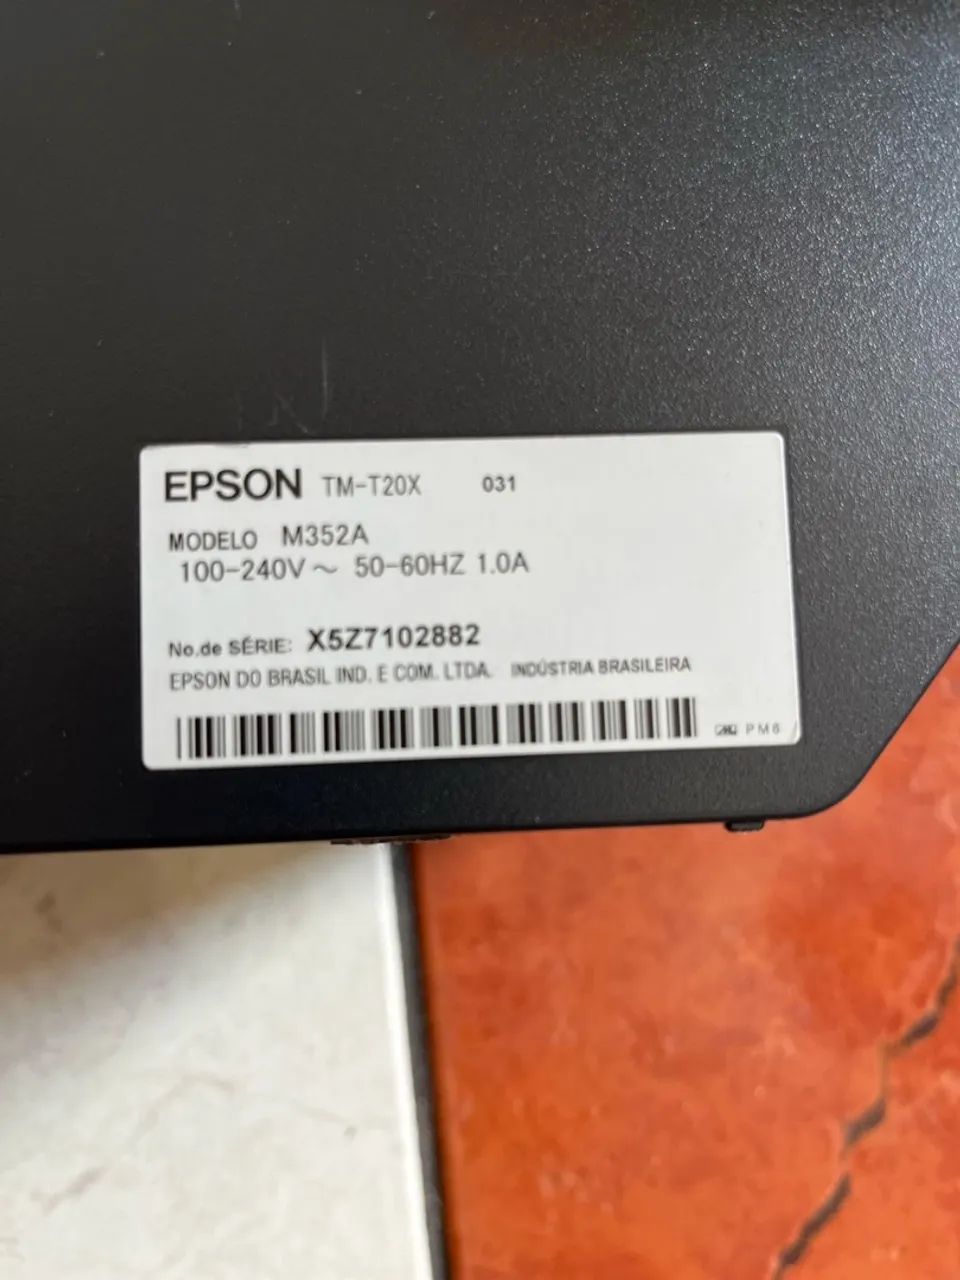 EPSON TM-T20X 031
MODELO M352A
100-240V ~ 50-60HZ 1.0A
No.de SÉRIE: X5Z7102882
EPSON DO BRASIL IND. E COM. LTDA. INDÚSTRIA BRASILEIRA
PM6